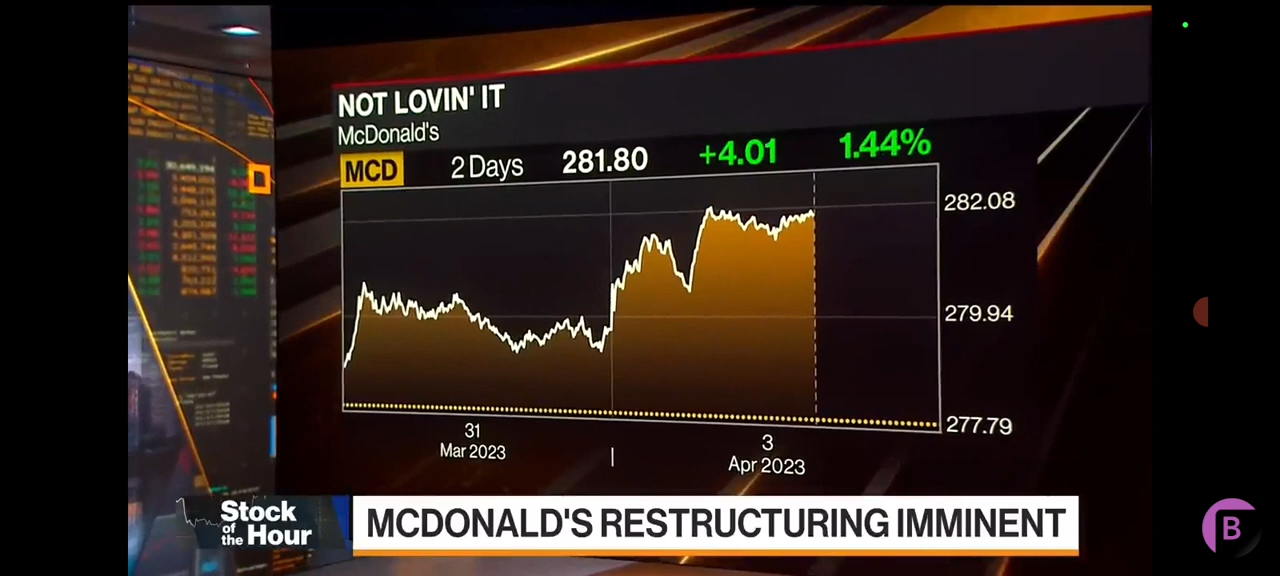 NOT LOVIN' IT
McDonald's
MCD 2 Days 281.80 +4.01 1.44%
282.08
279.94
277.79
31
Mar 2023
3
Apr 2023
Stock
of
the Hour
MCDONALD'S RESTRUCTURING IMMINENT
B